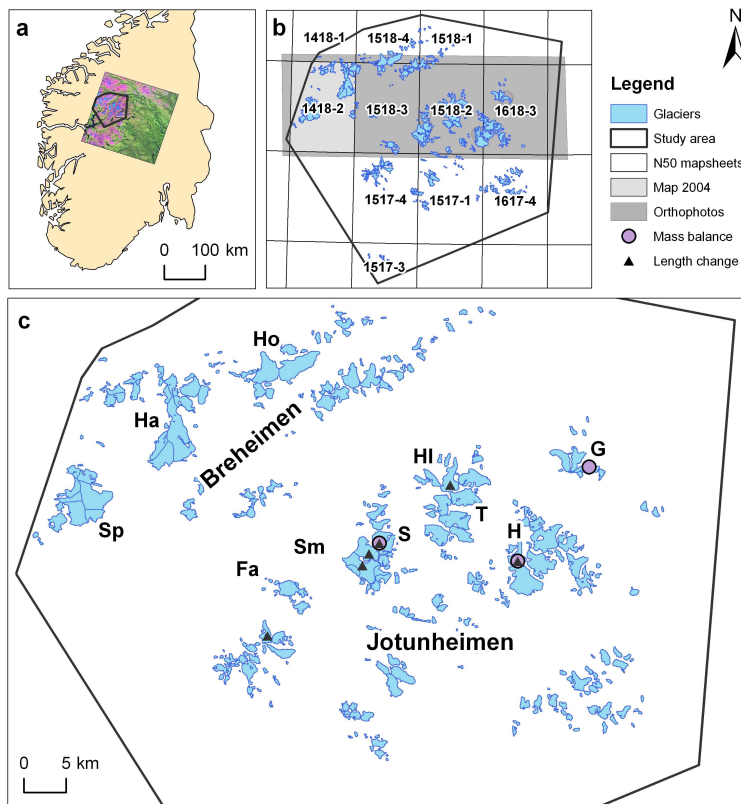 a
0 100 km
b
1418-1 1518-4 1518-1
1418-2 1518-3 1518-2 1618-3
1517-4 1517-1 1617-4
1517-3
N
Legend
Glaciers
Study area
N50 mapsheets
Map 2004
Orthophotos
Mass balance
Length change
c
Ho
Ha
Breheimen
Hl
G
Sp
T
Sm
S
H
Fa
Jotunheimen
0 5 km